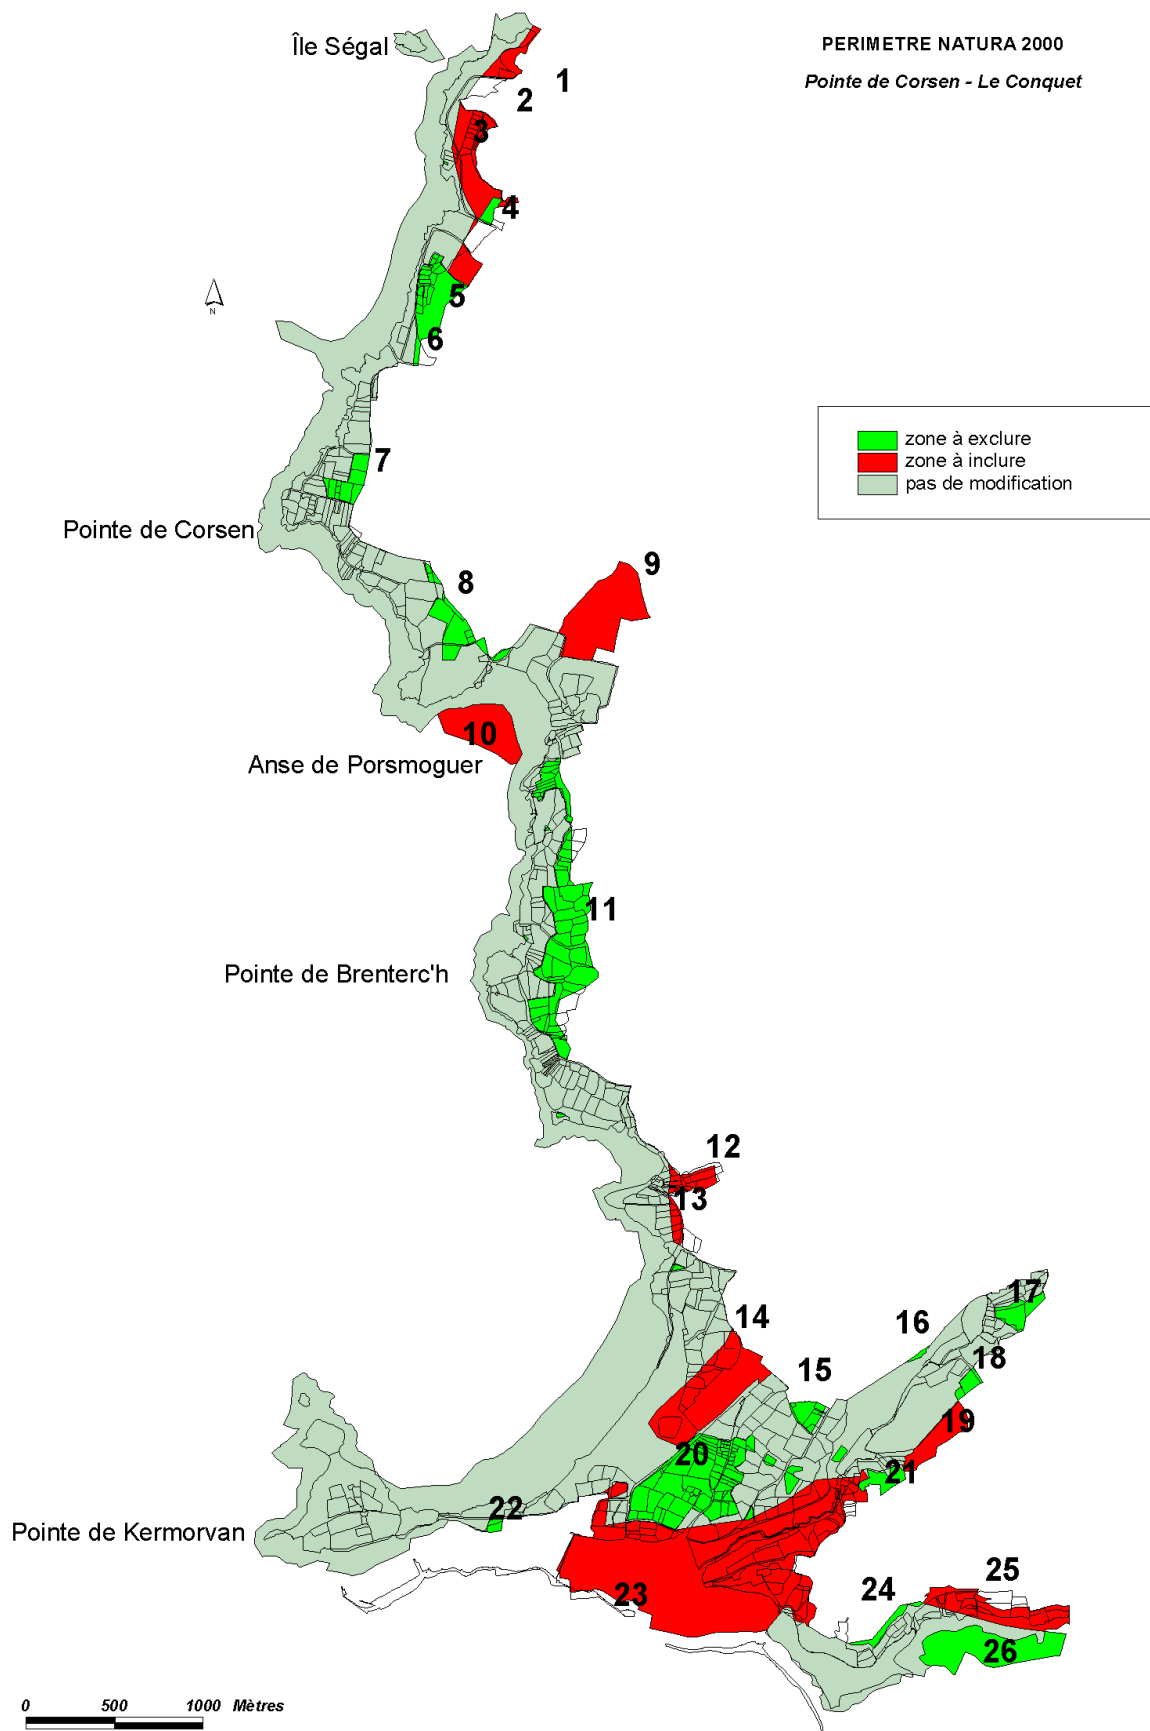 Île Ségal
PERIMETRE NATURA 2000
Pointe de Corsen - Le Conquet
1
2
3
4
N
5
6
zone à exclure
zone à inclure
pas de modification
7
Pointe de Corsen
8
9
10
Anse de Porsmoguer
11
Pointe de Brenterc'h
12
13
14
15
16
17
18
19
20
21
22
Pointe de Kermorvan
23
24
25
26
0 500 1000 Mètres